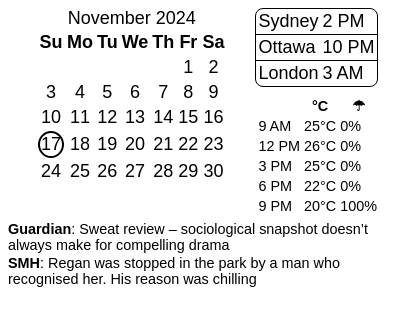 November 2024
Su Mo Tu We Th Fr Sa
1 2
3 4 5 6 7 8 9
10 11 12 13 14 15 16
17 18 19 20 21 22 23
24 25 26 27 28 29 30
Sydney 2 PM
Ottawa 10 PM
London 3 AM
°C ☂
9 AM 25°C 0%
12 PM 26°C 0%
3 PM 25°C 0%
6 PM 22°C 0%
9 PM 20°C 100%
Guardian: Sweat review – sociological snapshot doesn’t
always make for compelling drama
SMH: Regan was stopped in the park by a man who
recognised her. His reason was chilling